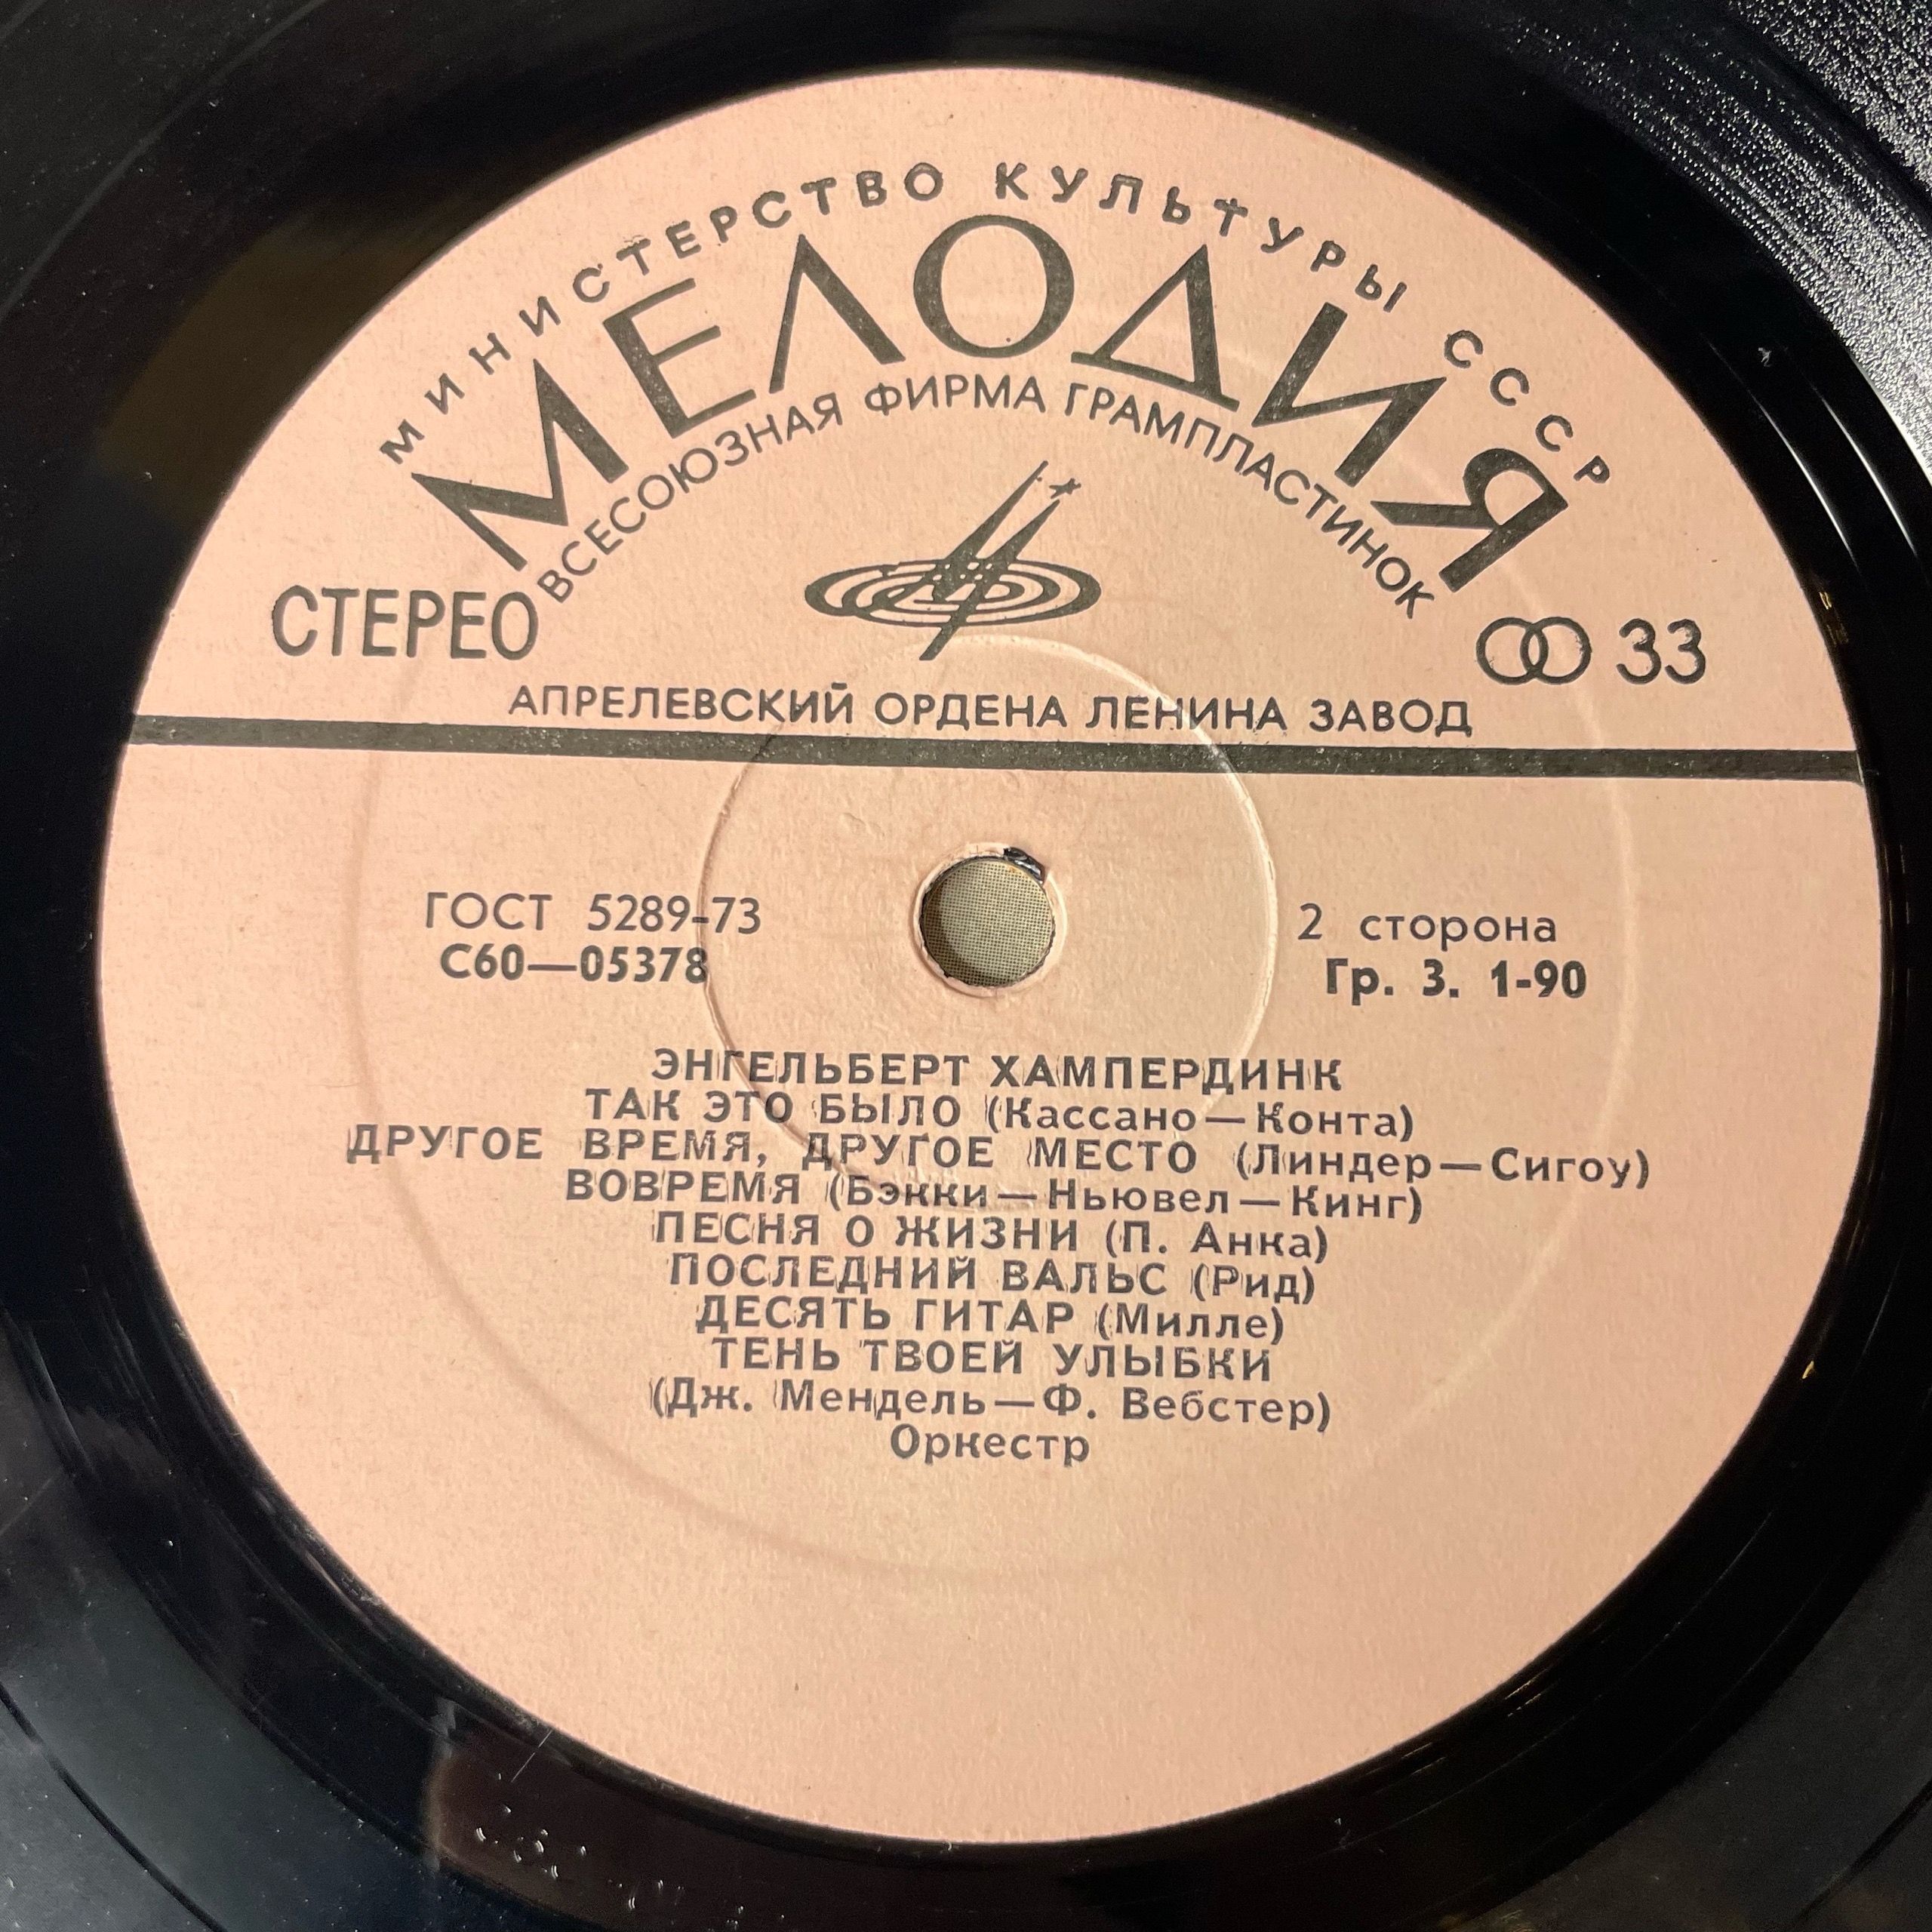 МИНИСТЕРСТВО КУЛЬТУРЫ СССР
МЕЛОДИЯ
ВСЕСОЮЗНАЯ ФИРМА ГРАМПЛАСТИНОК
СТЕРЕО
33
АПРЕЛЕВСКИЙ ОРДЕНА ЛЕНИНА ЗАВОД
ГОСТ 5289-73
С60—05378
2 сторона
Гр. 3. 1-90
ЭНГЕЛЬБЕРТ ХАМПЕРДИНК
ТАК ЭТО БЫЛО (Кассано—Конта)
ДРУГОЕ ВРЕМЯ, ДРУГОЕ МЕСТО (Линдер—Сигоу)
ВОВРЕМЯ (Бэкки—Ньювел—Кинг)
ПЕСНЯ О ЖИЗНИ (П. Анка)
ПОСЛЕДНИЙ ВАЛЬС (Рид)
ДЕСЯТЬ ГИТАР (Милле)
ТЕНЬ ТВОЕЙ УЛЫБКИ
(Дж. Мендель—Ф. Вебстер)
Оркестр